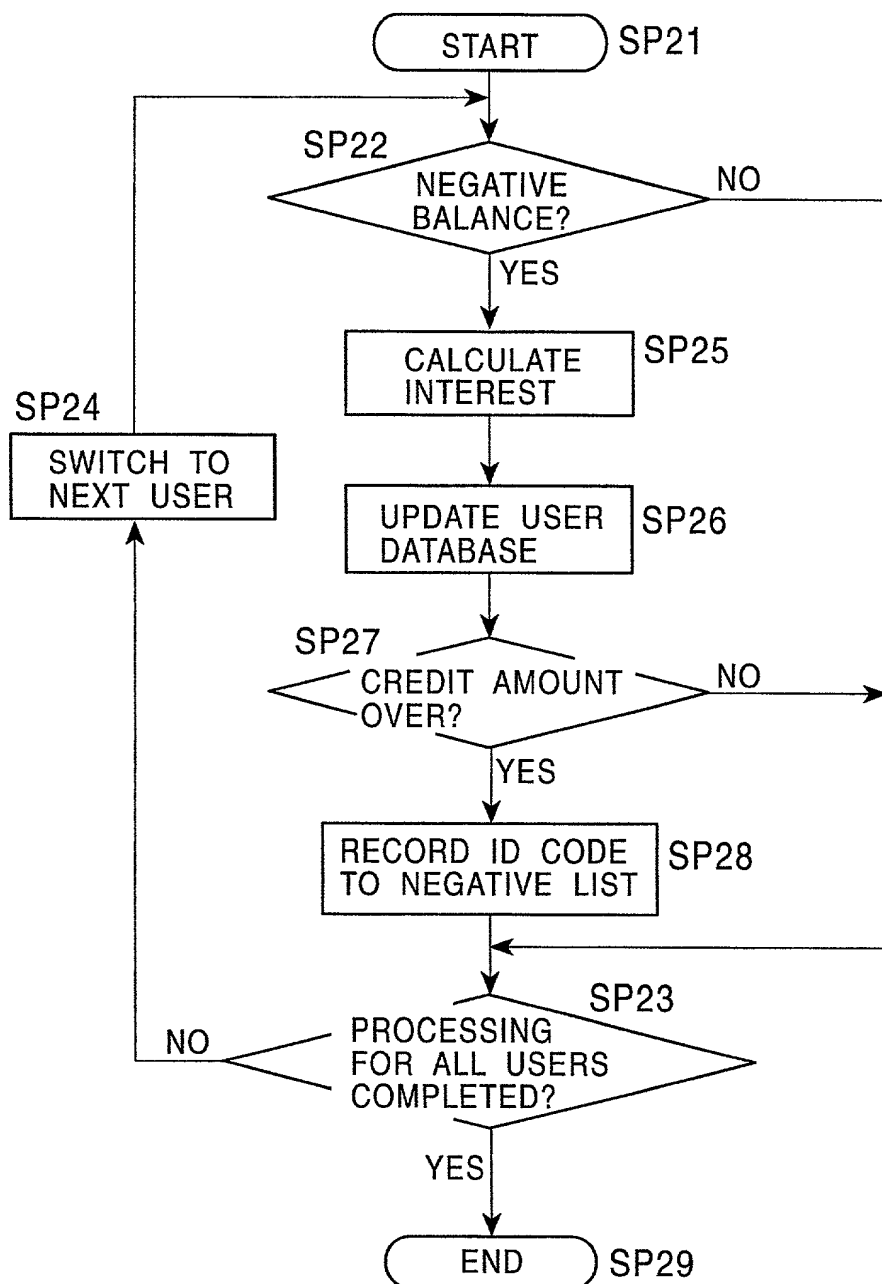 START
SP21
SP22
NEGATIVE
BALANCE?
NO
YES
CALCULATE
INTEREST
SP25
SP24
SWITCH TO
NEXT USER
UPDATE USER
DATABASE
SP26
SP27
CREDIT AMOUNT
OVER?
NO
YES
RECORD ID CODE
TO NEGATIVE LIST
SP28
SP23
PROCESSING
FOR ALL USERS
COMPLETED?
NO
YES
END
SP29